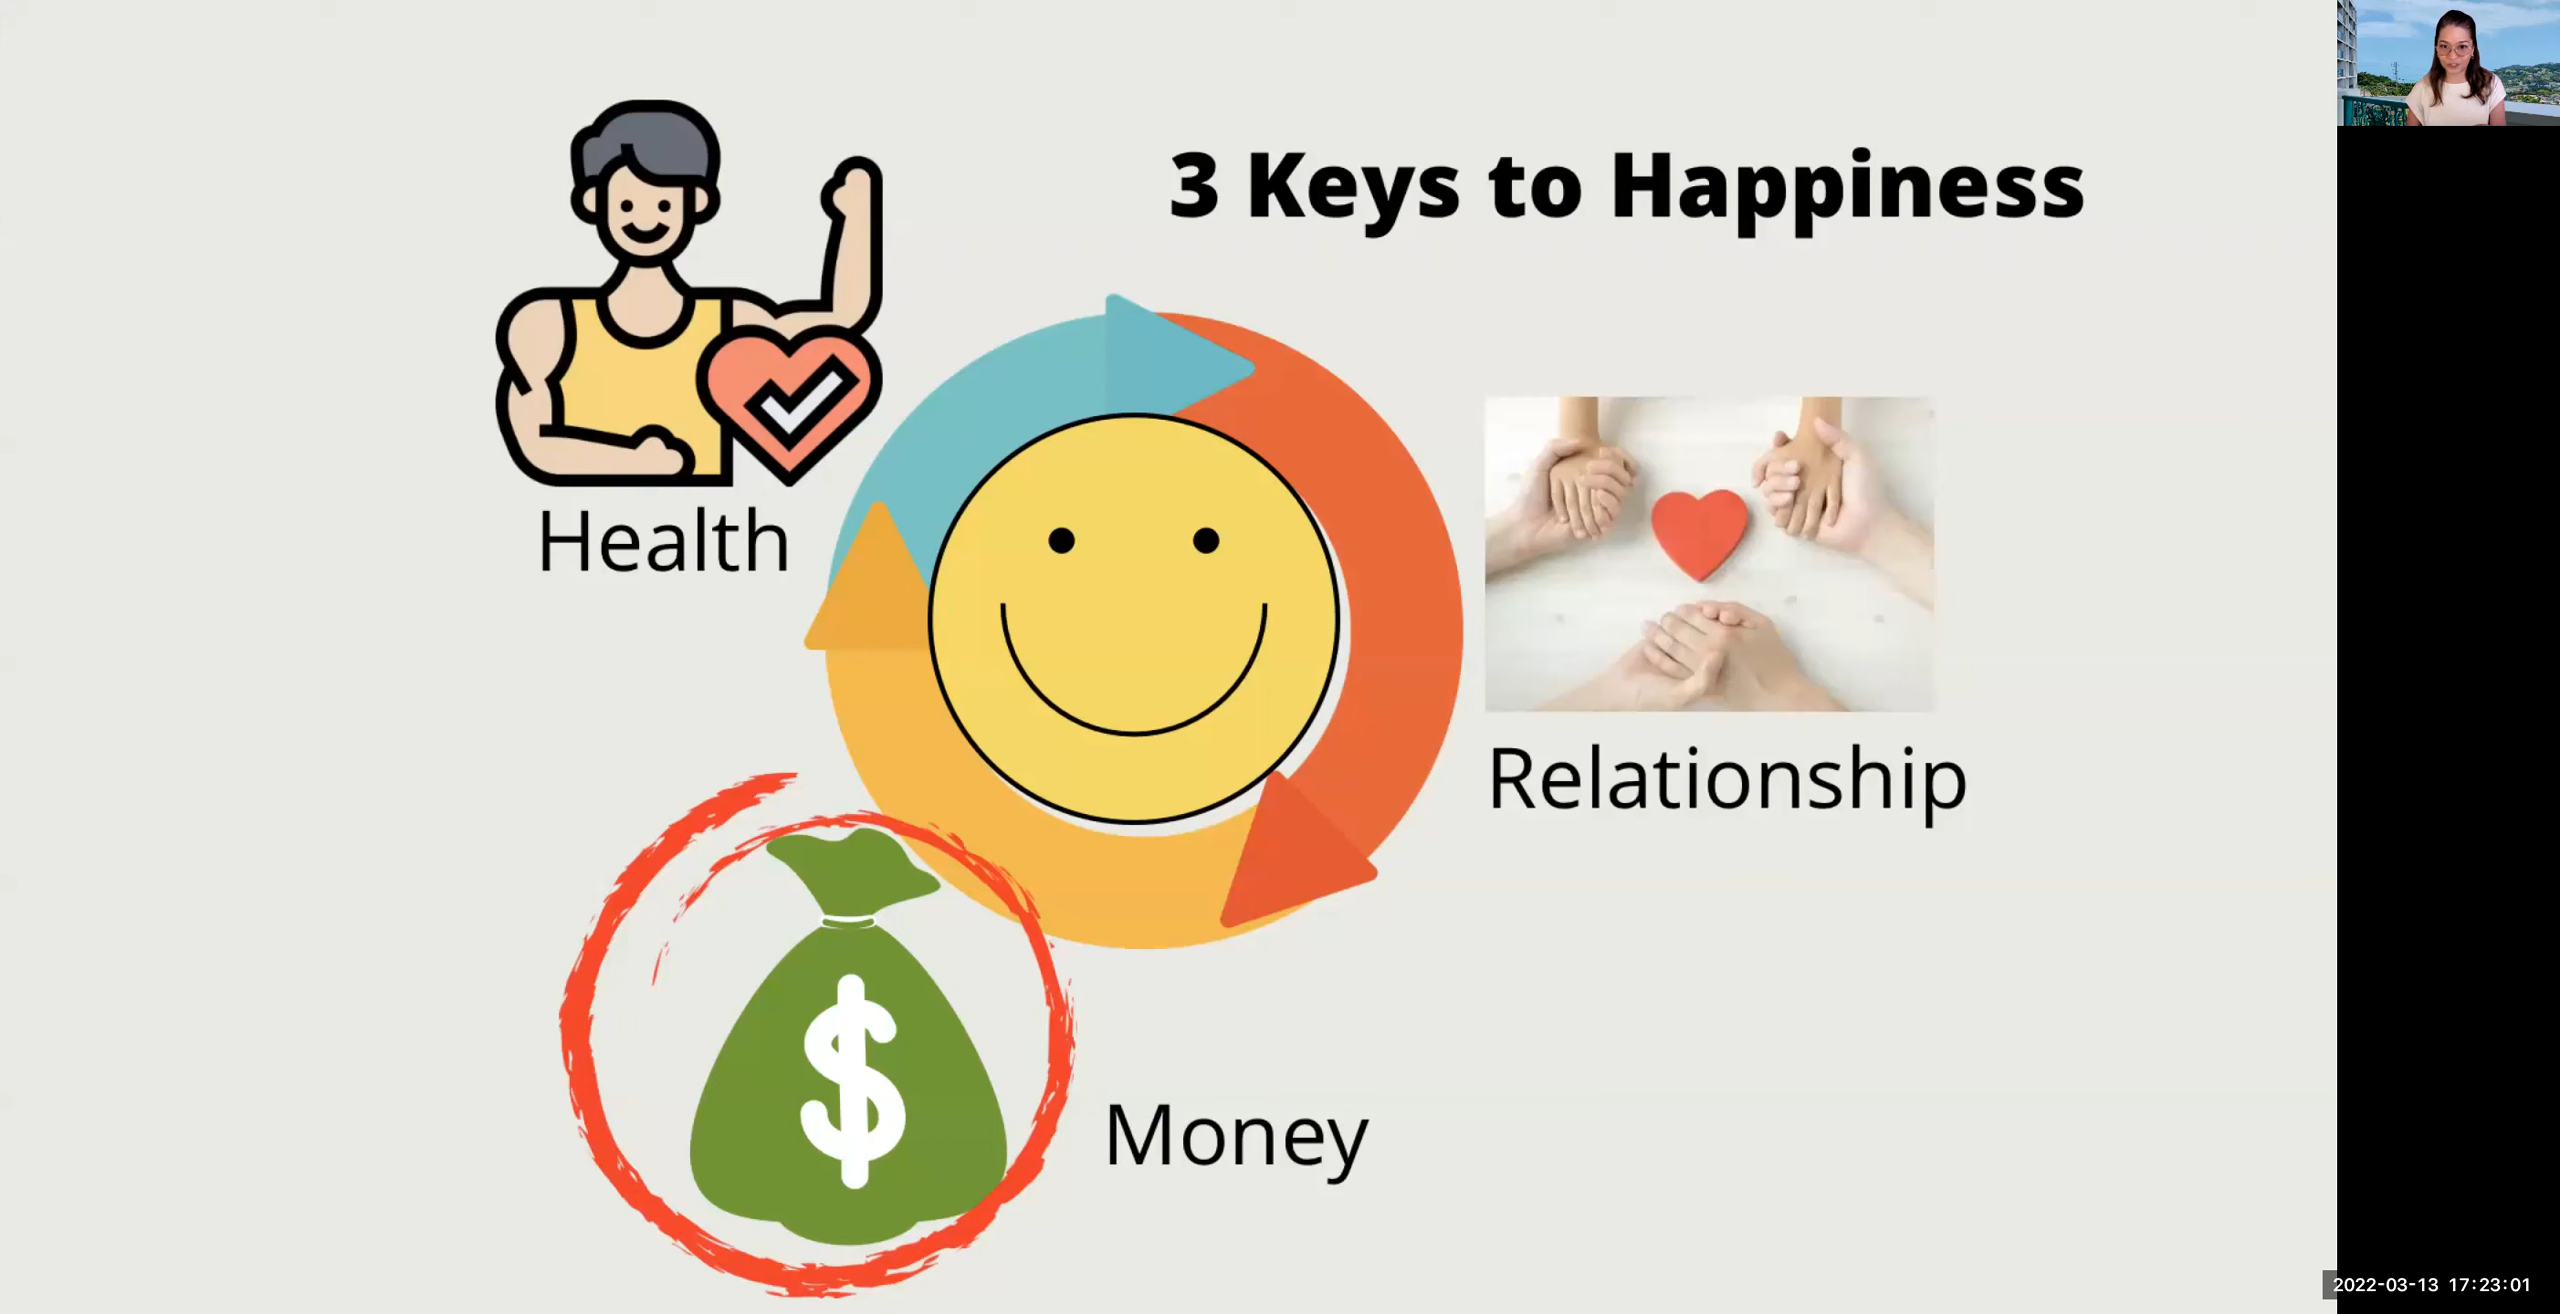 3 Keys to Happiness
Health
Relationship
$
Money
2022-03-13 17:23:01